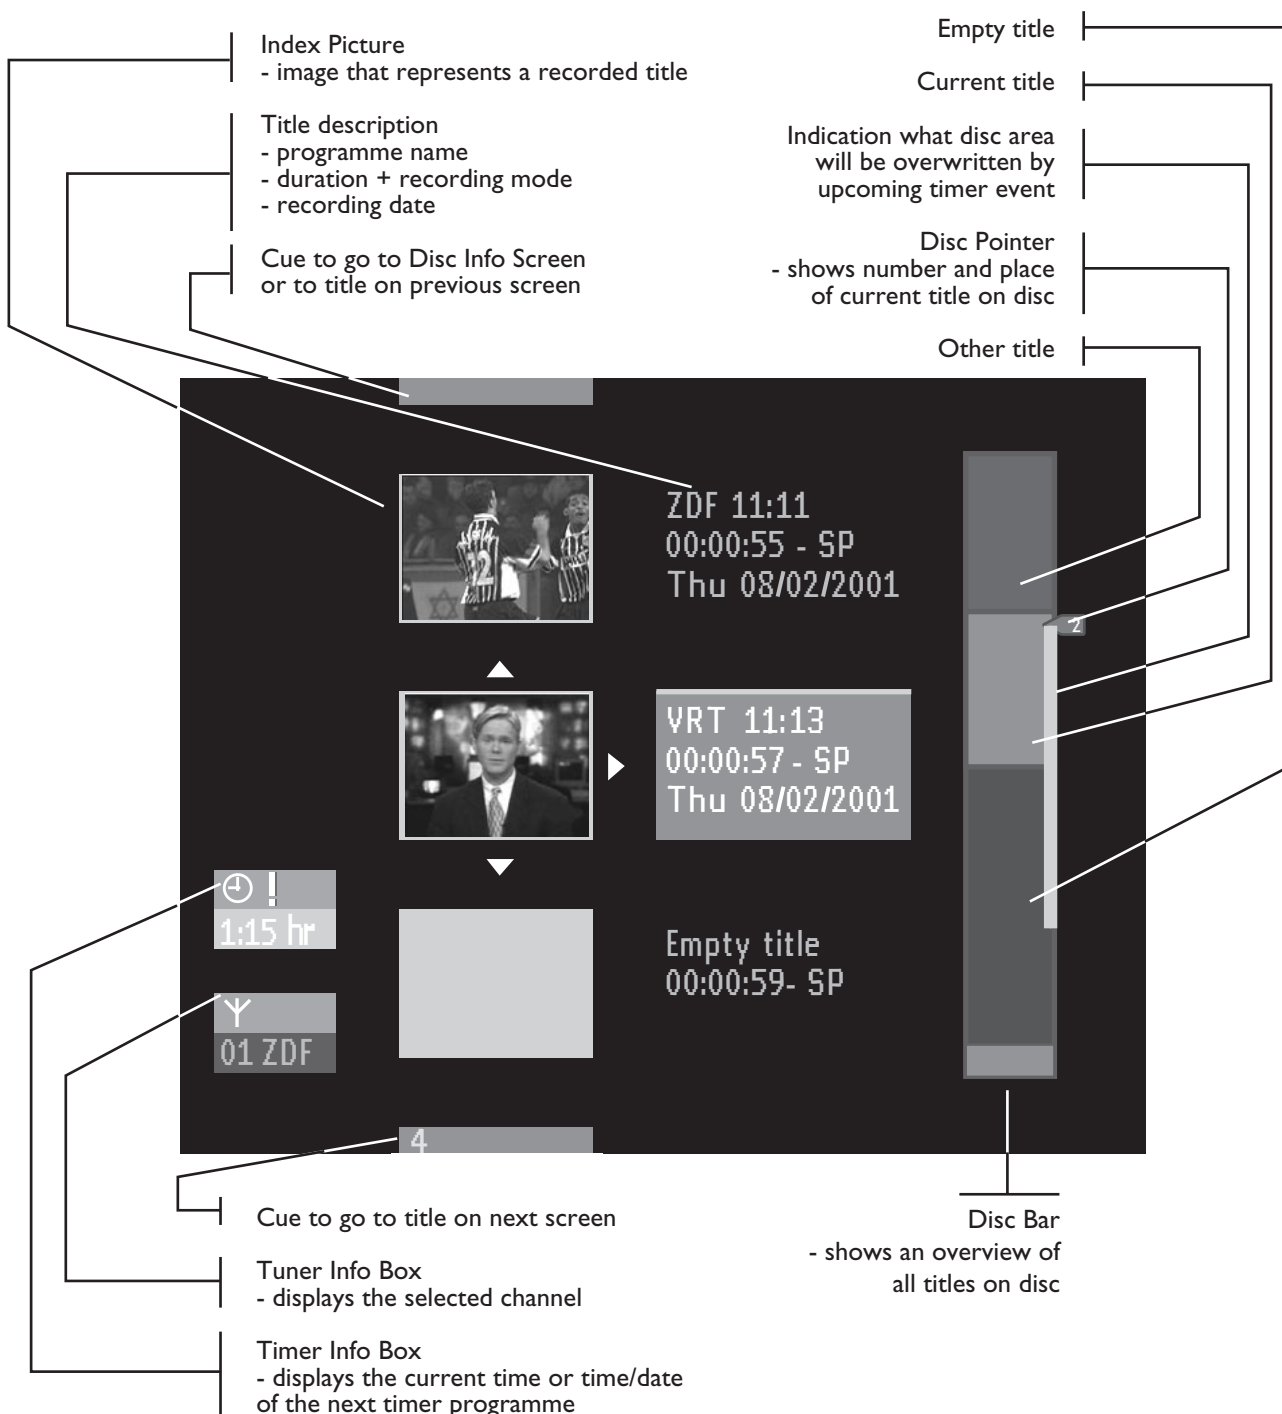 Index Picture
- image that represents a recorded title
Title description
- programme name
- duration + recording mode
- recording date
Cue to go to Disc Info Screen
or to title on previous screen
Empty title
Current title
Indication what disc area
will be overwritten by
upcoming timer event
Disc Pointer
- shows number and place
of current title on disc
Other title
12
ZDF 11:11
00:00:55 - SP
Thu 08/02/2001
2
VRT 11:13
00:00:57 - SP
Thu 08/02/2001
!
1:15 hr
Empty title
00:00:59- SP
01 ZDF
4
Cue to go to title on next screen
Tuner Info Box
- displays the selected channel
Timer Info Box
- displays the current time or time/date
of the next timer programme
Disc Bar
- shows an overview of
all titles on disc